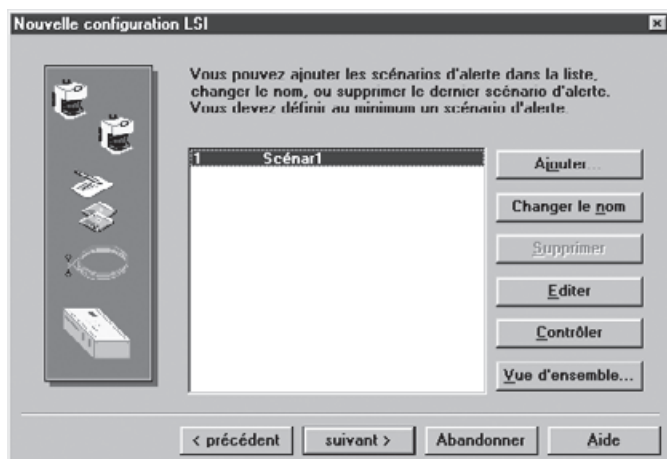 Nouvelle configuration LSI
Vous pouvez ajouter les scénarios d'alerte dans la liste,
changer le nom, ou supprimer le dernier scénario d'alerte.
Vous devez définir au minimum un scénario d'alerte.
1 Scénar1
Ajouter...
Changer le nom
Supprimer
Editer
Contrôler
Vue d'ensemble...
< précédent suivant > Abandonner Aide